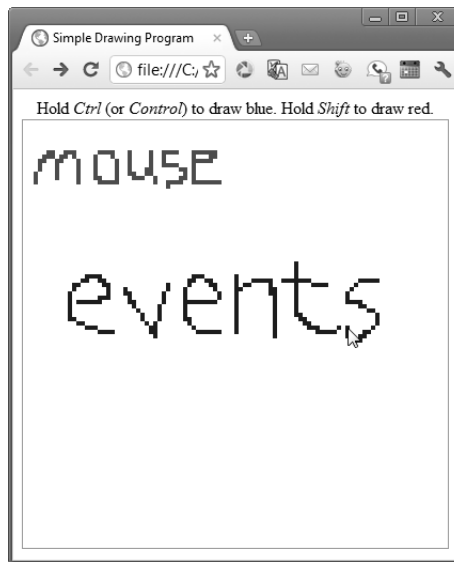 Simple Drawing Program
file:///C:/
Hold Ctrl (or Control) to draw blue. Hold Shift to draw red.
mouse
events